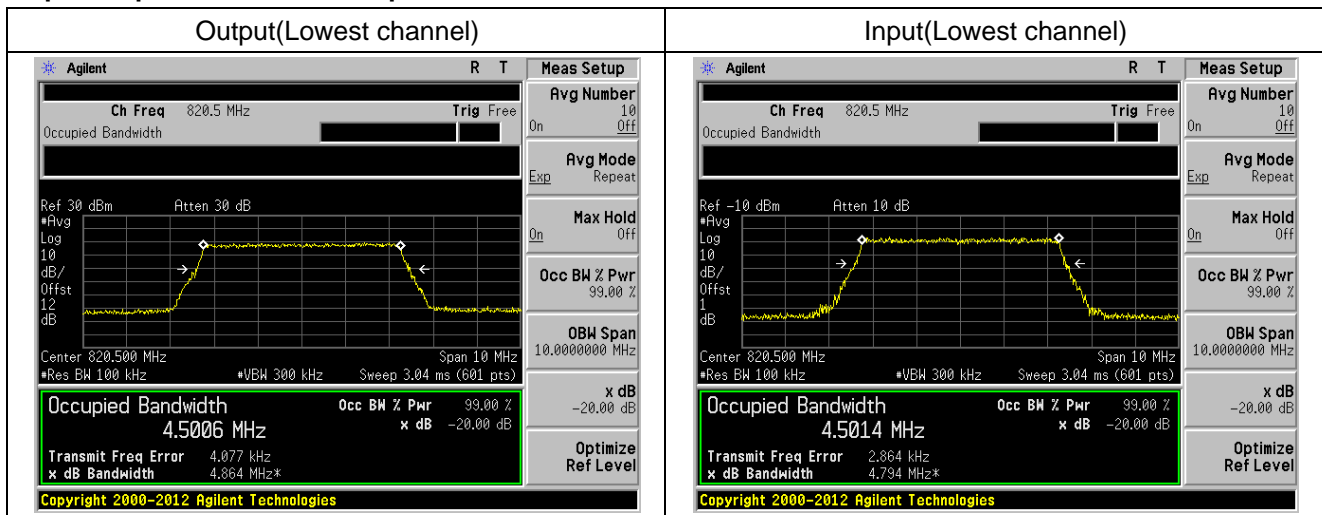 Output(Lowest channel)
Input(Lowest channel)
Agilent R T
Ch Freq 820.5 MHz Trig Free
Occupied Bandwidth
Ref 30 dBm Atten 30 dB
#Avg
Log
10
dB/
Offst
12
dB
Center 820.500 MHz Span 10 MHz
#Res BW 100 kHz #VBW 300 kHz Sweep 3.04 ms (601 pts)
Occupied Bandwidth Occ BW % Pwr 99.00 %
4.5006 MHz x dB -20.00 dB
Transmit Freq Error 4.077 kHz
x dB Bandwidth 4.864 MHz*
Copyright 2000-2012 Agilent Technologies
Meas Setup
Avg Number
10
On Off
Avg Mode
Exp Repeat
Max Hold
On Off
Occ BW % Pwr
99.00 %
OBW Span
10.0000000 MHz
x dB
-20.00 dB
Optimize
Ref Level
Agilent R T
Ch Freq 820.5 MHz Trig Free
Occupied Bandwidth
Ref -10 dBm Atten 10 dB
#Avg
Log
10
dB/
Offst
1
dB
Center 820.500 MHz Span 10 MHz
#Res BW 100 kHz #VBW 300 kHz Sweep 3.04 ms (601 pts)
Occupied Bandwidth Occ BW % Pwr 99.00 %
4.5014 MHz x dB -20.00 dB
Transmit Freq Error 2.864 kHz
x dB Bandwidth 4.794 MHz*
Copyright 2000-2012 Agilent Technologies
Meas Setup
Avg Number
10
On Off
Avg Mode
Exp Repeat
Max Hold
On Off
Occ BW % Pwr
99.00 %
OBW Span
10.0000000 MHz
x dB
-20.00 dB
Optimize
Ref Level